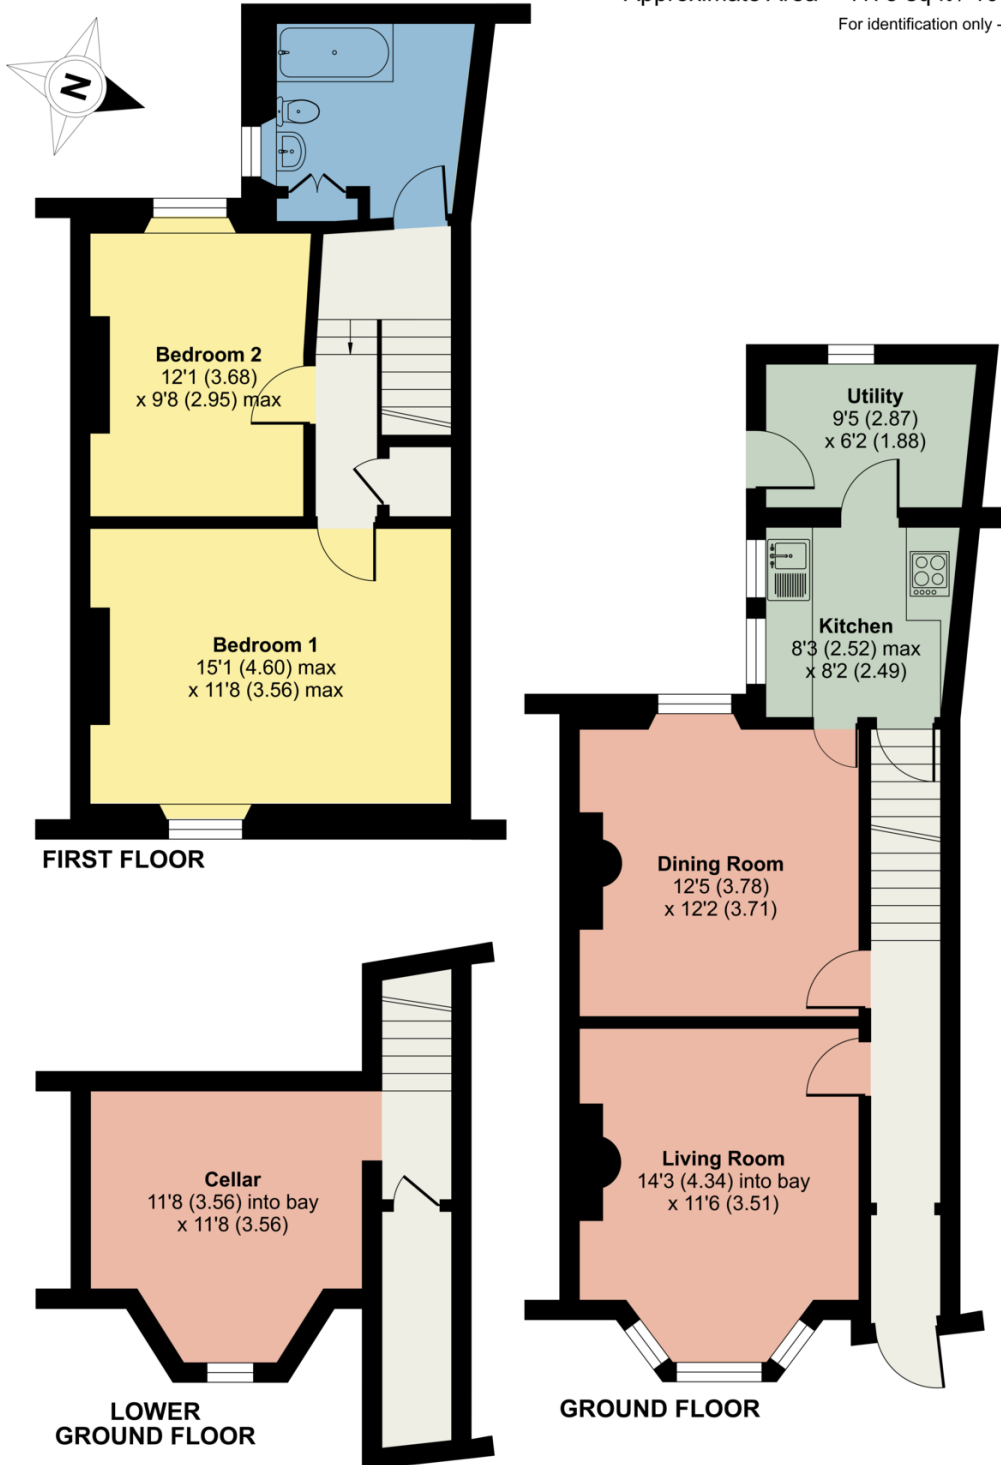 For identification only -
N
Bedroom 2
12'1 (3.68)
x 9'8 (2.95) max
Bedroom 1
15'1 (4.60) max
x 11'8 (3.56) max
FIRST FLOOR
Utility
9'5 (2.87)
x 6'2 (1.88)
Kitchen
8'3 (2.52) max
x 8'2 (2.49)
Dining Room
12'5 (3.78)
x 12'2 (3.71)
Living Room
14'3 (4.34) into bay
x 11'6 (3.51)
GROUND FLOOR
Cellar
11'8 (3.56) into bay
x 11'8 (3.56)
LOWER
GROUND FLOOR